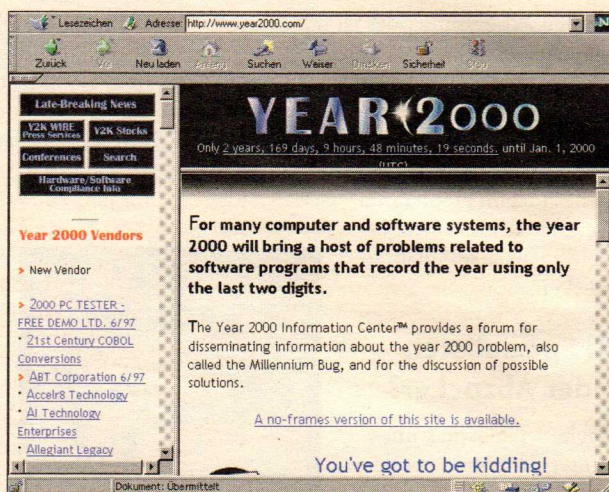 Lesezeichen Adresse: http://www.year2000.com/
Zurück Vor Neu laden Anfang Suchen Weiser Drucken Sicherheit Stop
Late-Breaking News
Y2K WIRE
Press Services
Y2K Stocks
Conferences
Search
Hardware/Software
Compliance Info
Year 2000 Vendors
New Vendor
2000 PC TESTER -
FREE DEMO LTD. 6/97
21st Century COBOL
Conversions
ABT Corporation 6/97
Accelr8 Technology
AI Technology
Enterprises
Allegiant Legacy
YEAR 2000
Only 2 years, 169 days, 9 hours, 48 minutes, 19 seconds. until Jan. 1, 2000
(UTC)
For many computer and software systems, the year
2000 will bring a host of problems related to
software programs that record the year using only
the last two digits.
The Year 2000 Information Center™ provides a forum for
disseminating information about the year 2000 problem, also
called the Millennium Bug, and for the discussion of possible
solutions.
A no-frames version of this site is available.
You've got to be kidding!
Dokument: Übermittelt